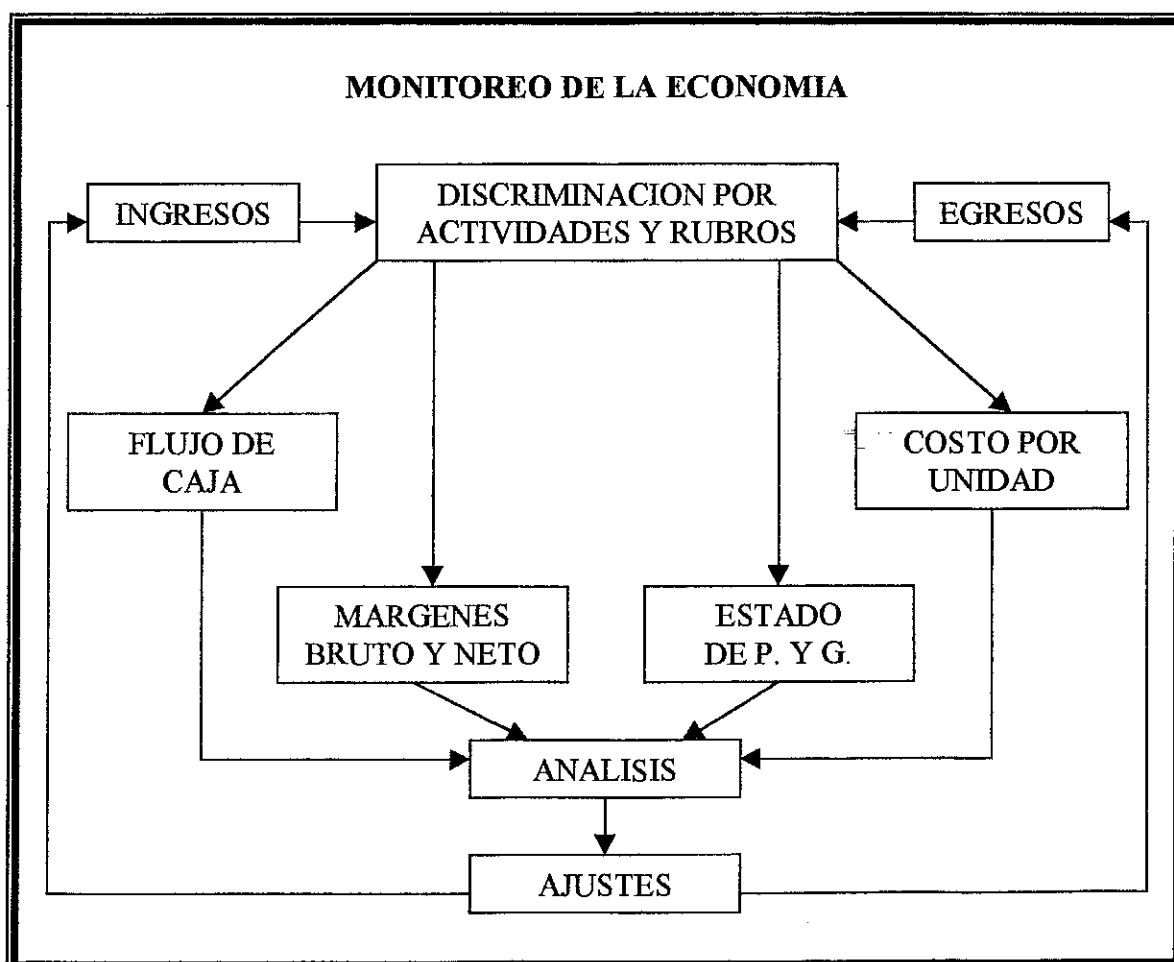 MONITOREO DE LA ECONOMIA
INGRESOS
DISCRIMINACION POR
ACTIVIDADES Y RUBROS
EGRESOS
FLUJO DE
CAJA
COSTO POR
UNIDAD
MARGENES
BRUTO Y NETO
ESTADO
DE P. Y G.
ANALISIS
AJUSTES